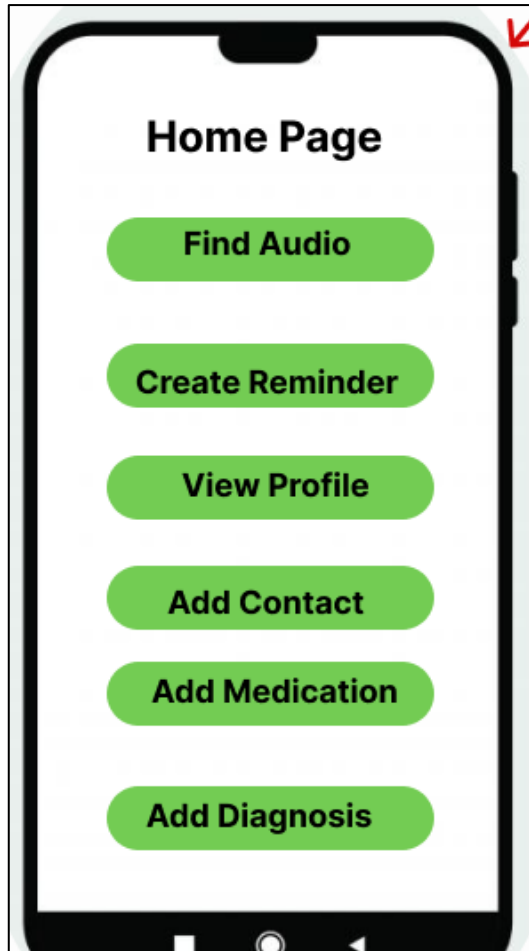 Home Page
Find Audio
Create Reminder
View Profile
Add Contact
Add Medication
Add Diagnosis